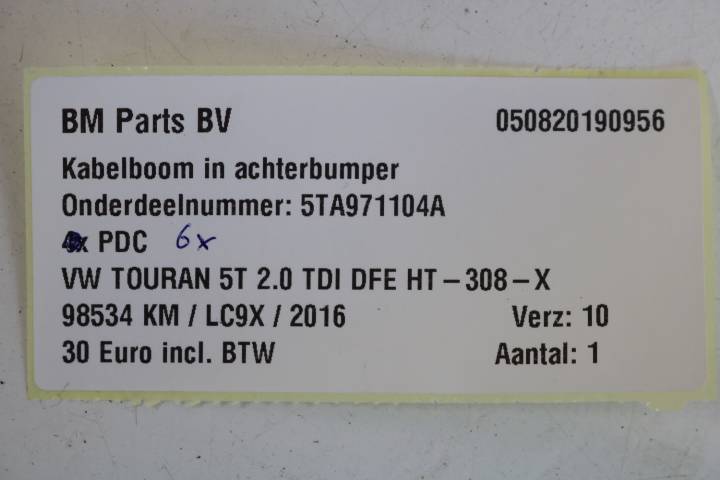 BM Parts BV 050820190956
Kabelboom in achterbumper
Onderdeelnummer: 5TA971104A
PDC 6x
VW TOURAN 5T 2.0 TDI DFE HT-308-X
98534 KM / LC9X / 2016 Verz: 10
30 Euro incl. BTW Aantal: 1